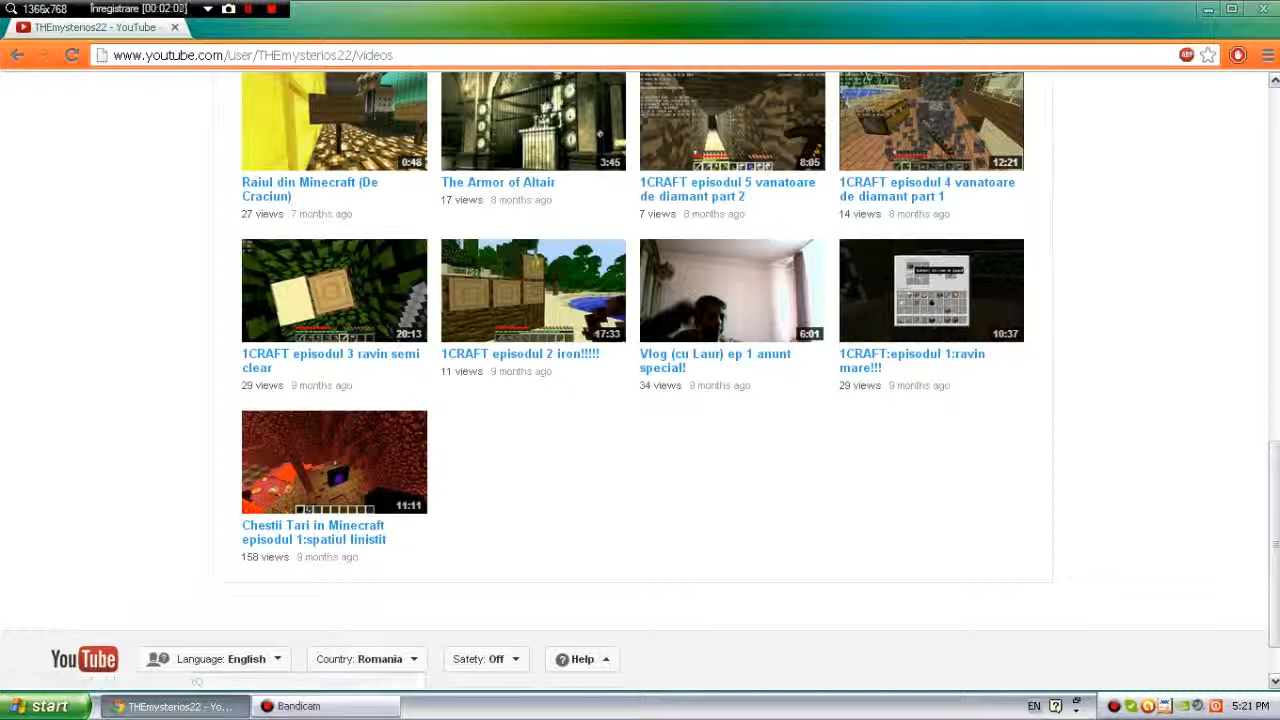 1366x768 Inregistrare [00:02:00]
THEmysterios22 - YouTube
www.youtube.com/user/THEmysterios22/videos
ABP
0:48
3:45
8:05
12:21
Raiul din Minecraft (De
Craciun)
27 views 7 months ago
The Armor of Altair
17 views 8 months ago
1CRAFT episodul 5 vanatoare
de diamant part 2
7 views 8 months ago
1CRAFT episodul 4 vanatoare
de diamant part 1
14 views 8 months ago
20:13
17:33
6:01
10:37
1CRAFT episodul 3 ravin semi
clear
29 views 9 months ago
1CRAFT episodul 2 iron!!!!!
11 views 9 months ago
Vlog (cu Laur) ep 1 anunt
special!
34 views 9 months ago
1CRAFT:episodul 1:ravin
mare!!!
29 views 9 months ago
11:11
Chestii Tari in Minecraft
episodul 1:spatiul linistit
158 views 9 months ago
YouTube
Language: English
Country: Romania
Safety: Off
Help
start
THEmysterios22 - Yo...
Bandicam
EN
5:21 PM